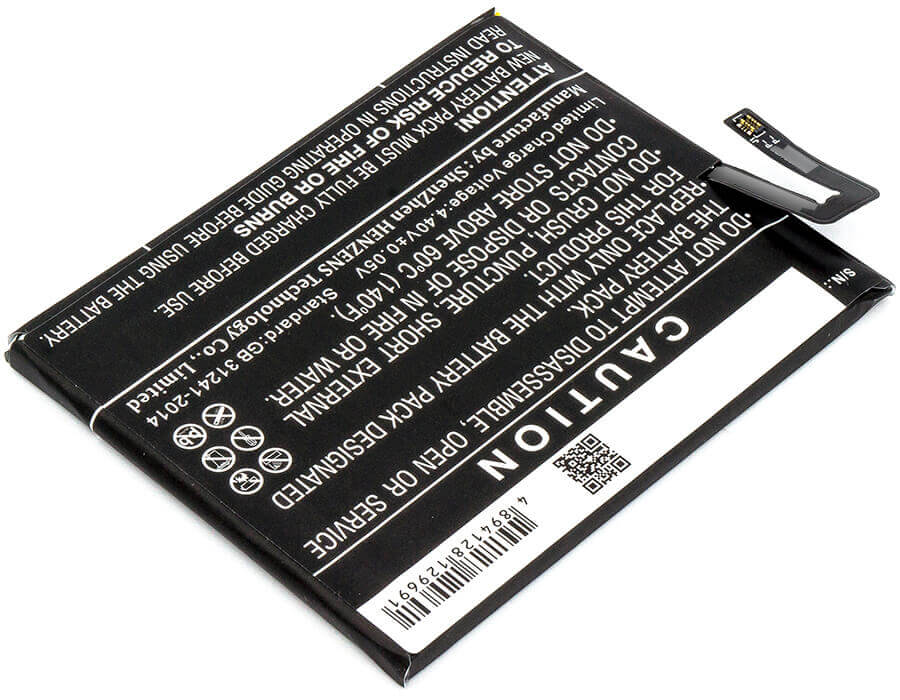 CAUTION
•DO NOT ATTEMPT TO DISASSEMBLE, OPEN OR SERVICE
THE BATTERY PACK.
•REPLACE ONLY WITH THE BATTERY PACK DESIGNATED
FOR THIS PRODUCT.
•DO NOT CRUSH, PUNCTURE, SHORT EXTERNAL
CONTACTS OR DISPOSE OF IN FIRE OR WATER.
•DO NOT STORE ABOVE 60°C (140°F).
Limited Charge Voltage:4.40V±0.05V Standard:GB 31241-2014
Manufacture by:ShenZhen HENZENS Technology Co., Limited
ATTENTION!
TO REDUCE RISK OF FIRE OR BURNS
NEW BATTERY PACK MUST BE FULLY CHARGED BEFORE USE.
READ INSTRUCTIONS IN OPERATING GUIDE BEFORE USING THE BATTERY.
S/N.:
4894128129691
Pb